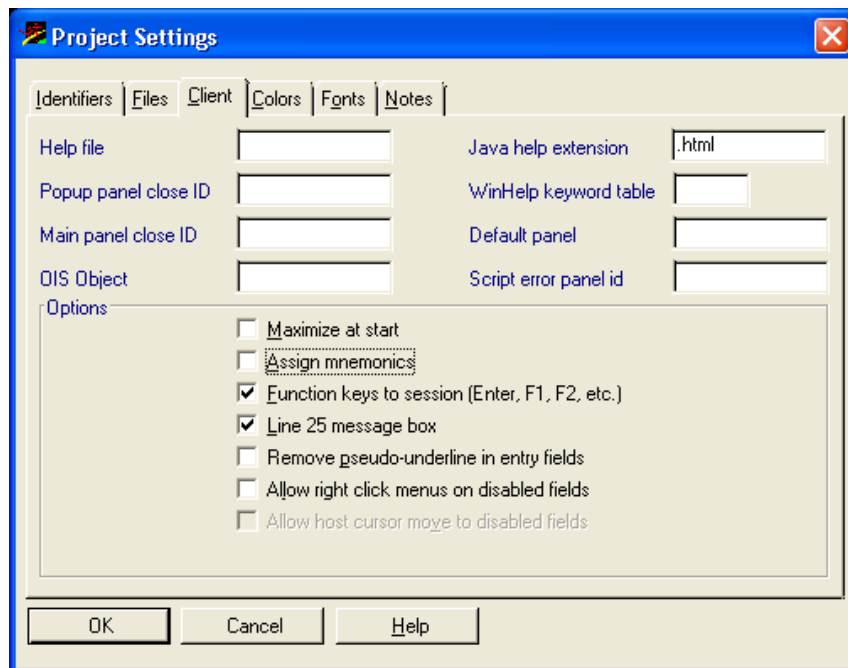 Project Settings
Identifiers Files Client Colors Fonts Notes
Help file
Java help extension .html
Popup panel close ID
WinHelp keyword table
Main panel close ID
Default panel
OIS Object
Script error panel id
Options
Maximize at start
Assign mnemonics
Function keys to session (Enter, F1, F2, etc.)
Line 25 message box
Remove pseudo-underline in entry fields
Allow right click menus on disabled fields
Allow host cursor move to disabled fields
OK Cancel Help